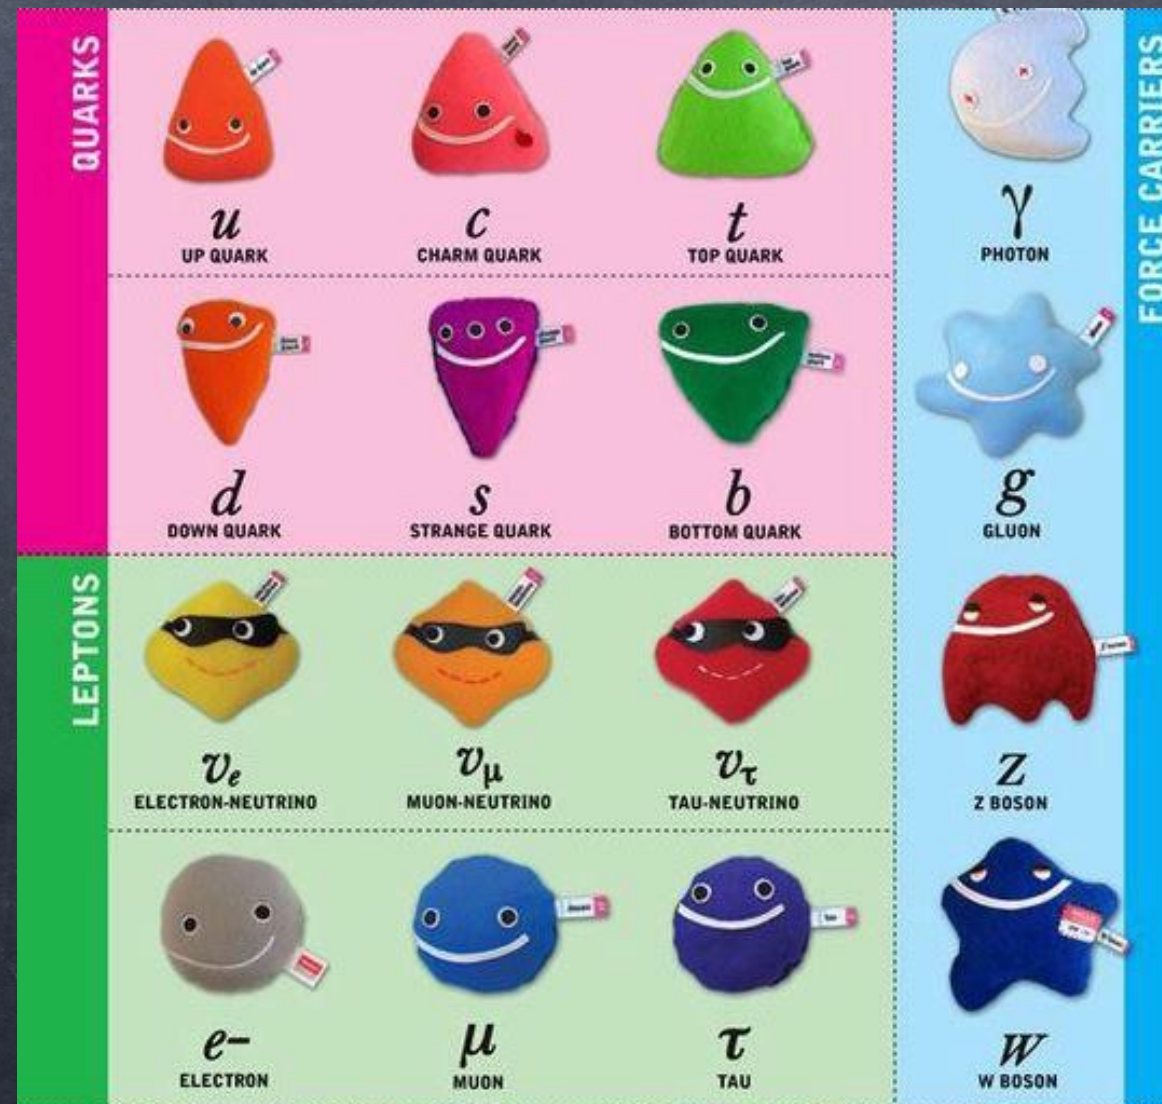 QUARKS
u
UP QUARK
c
CHARM QUARK
t
TOP QUARK
d
DOWN QUARK
s
STRANGE QUARK
b
BOTTOM QUARK
LEPTONS
νe
ELECTRON-NEUTRINO
νμ
MUON-NEUTRINO
ντ
TAU-NEUTRINO
e−
ELECTRON
μ
MUON
τ
TAU
FORCE CARRIERS
γ
PHOTON
g
GLUON
Z
Z BOSON
W
W BOSON